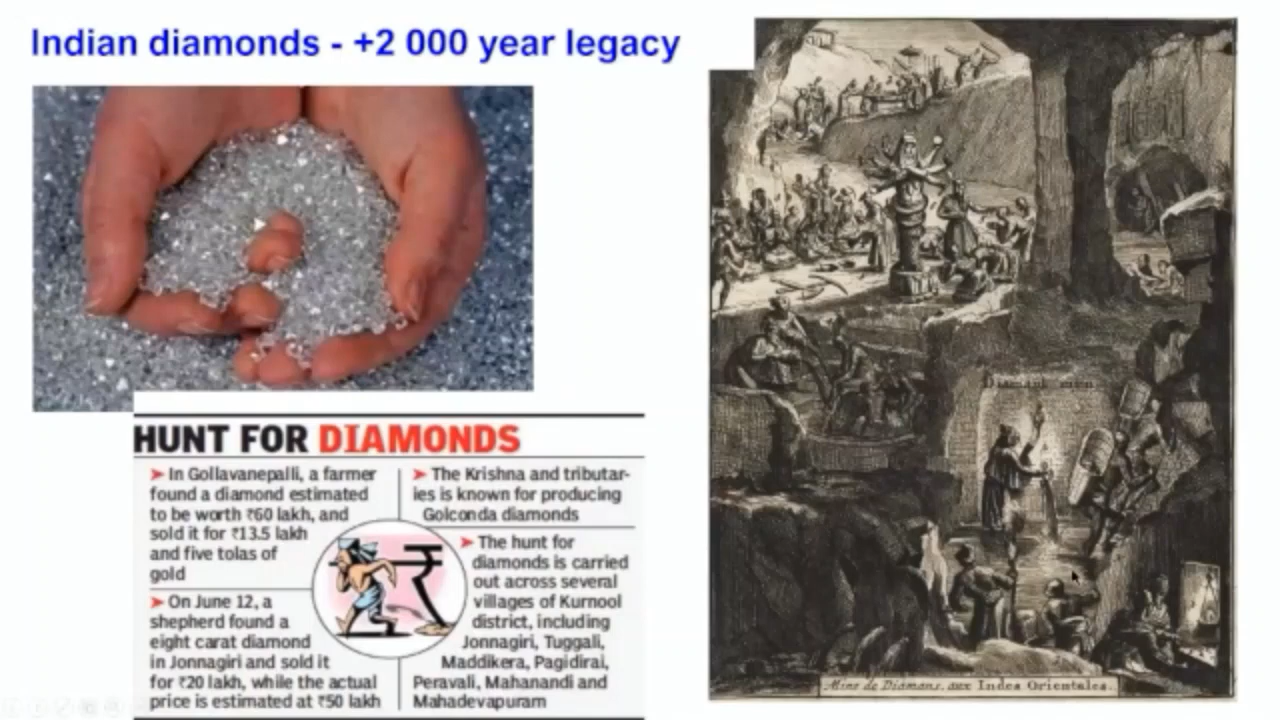 Indian diamonds - +2 000 year legacy
HUNT FOR DIAMONDS
➤ In Gollavanepalli, a farmer
found a diamond estimated
to be worth ₹60 lakh, and
sold it for ₹13.5 lakh
and five tolas of
gold
➤ On June 12, a
shepherd found a
eight carat diamond
in Jonnagiri and sold it
for ₹20 lakh, while the actual
price is estimated at ₹50 lakh
➤ The Krishna and tributar-
ies is known for producing
Golconda diamonds
➤ The hunt for
diamonds is carried
out across several
villages of Kurnool
district, including
Jonnagiri, Tuggali,
Maddikera, Pagidirai,
Peravali, Mahanandi and
Mahadevapuram
₹
Diamant mijn
Mine de Diamans, aux Indes Orientales.